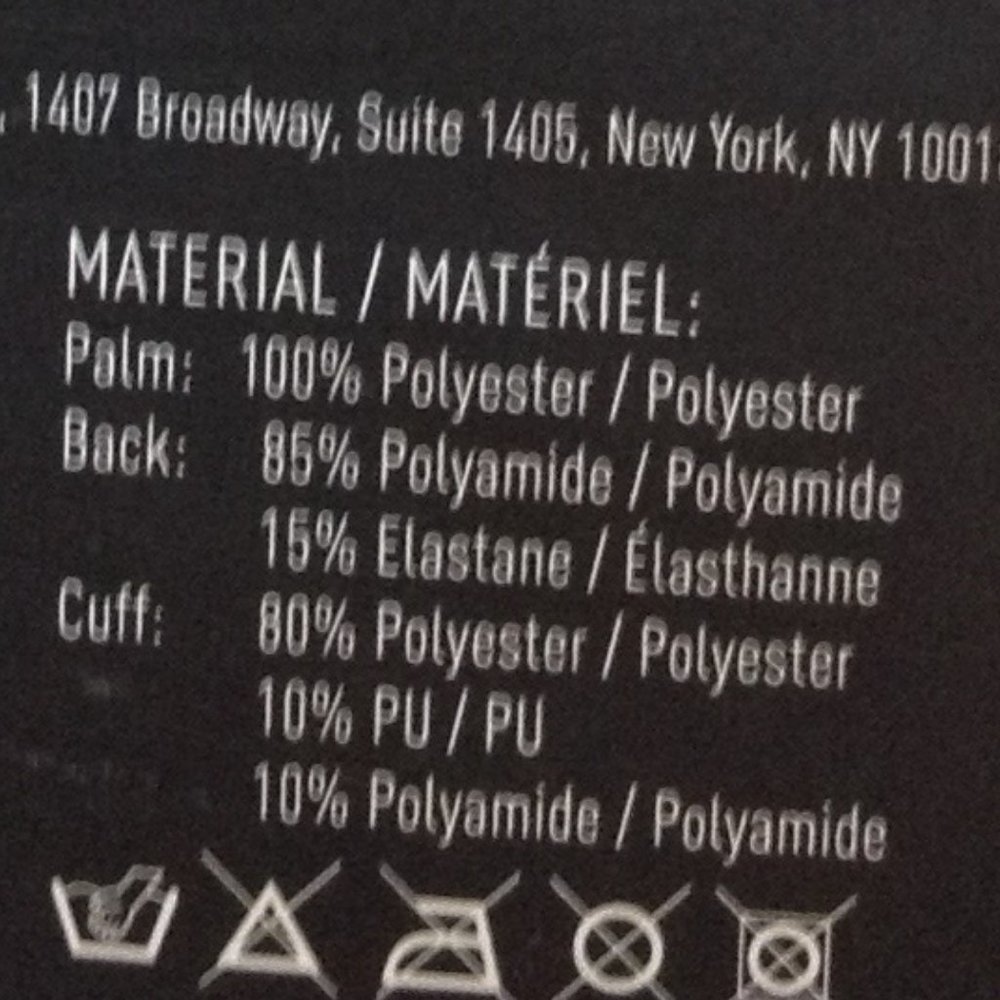 , 1407 Broadway, Suite 1405, New York, NY 1001
MATERIAL / MATÉRIEL:
Palm: 100% Polyester / Polyester
Back: 85% Polyamide / Polyamide
15% Elastane / Élasthanne
Cuff: 80% Polyester / Polyester
10% PU / PU
10% Polyamide / Polyamide